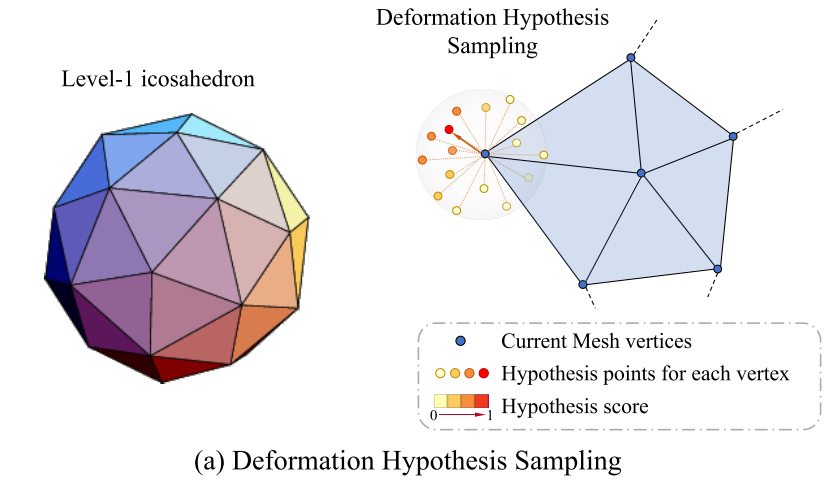 Deformation Hypothesis
Sampling
Level-1 icosahedron
Current Mesh vertices
Hypothesis points for each vertex
Hypothesis score
0 1
(a) Deformation Hypothesis Sampling